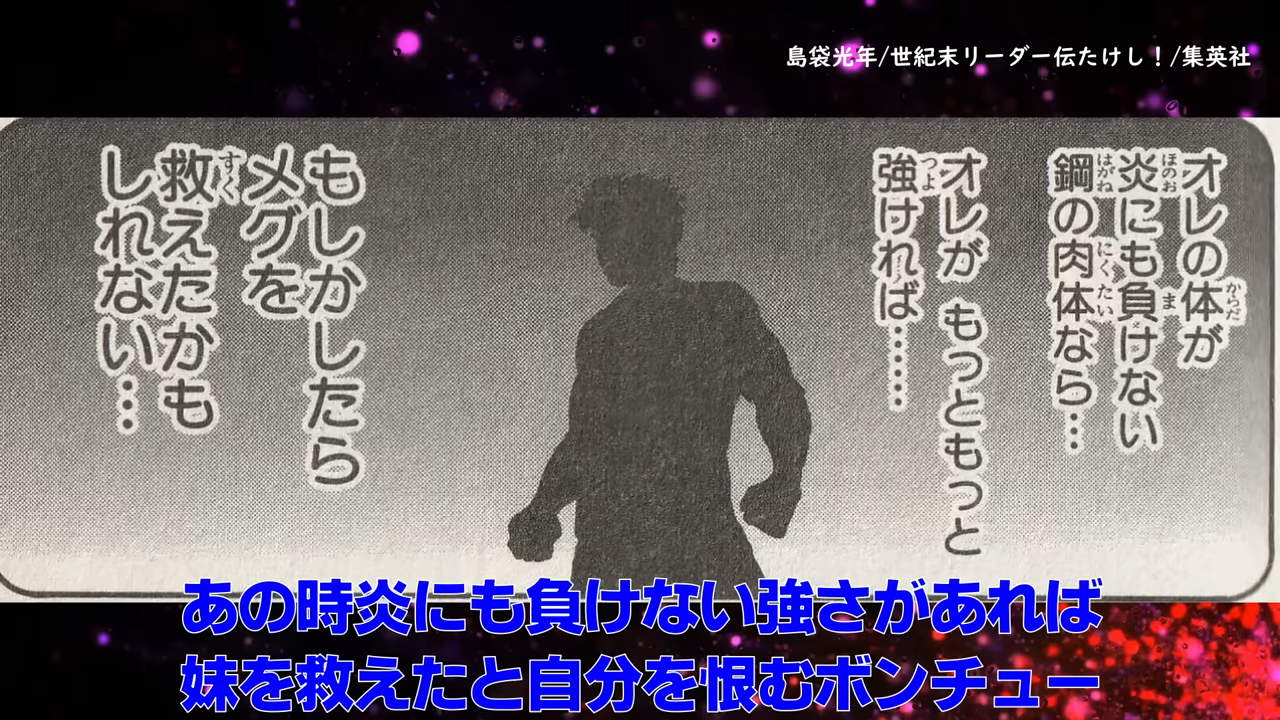 島袋光年/世紀末リーダー伝たけし!/集英社
オレの体が
炎にも負けない
鋼の肉体なら…
オレが もっともっと
強ければ……
もしかしたら
メグを
救えたかも
しれない…
あの時炎にも負けない強さがあれば
妹を救えたと自分を恨むボンチュー